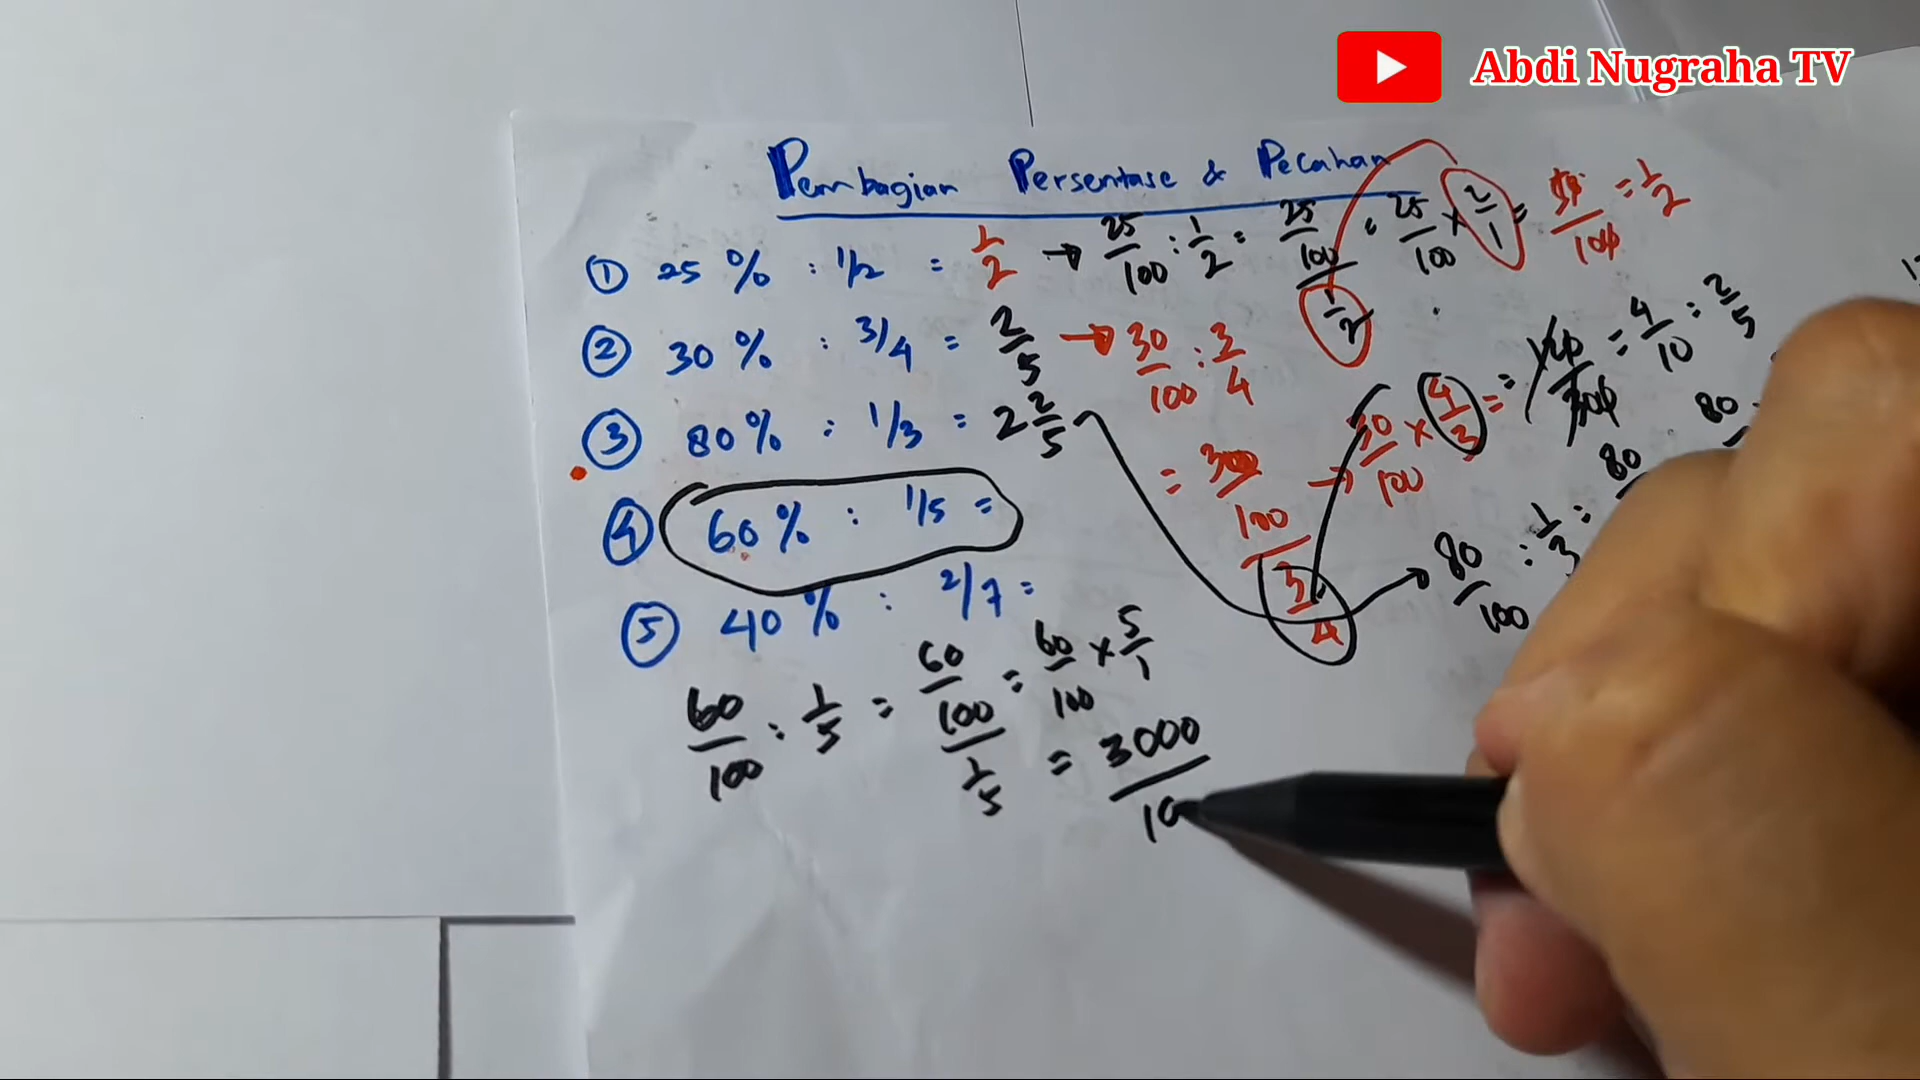 Abdi Nugraha TV
Pembagian Persentase & Pecahan
① 25 % : 1/2 = 1/2 → 25/100 : 1/2 = 25/100 / 1/2 = 25/100 × 2/1 = 50/100 = 1/2
② 30 % : 3/4 = 2/5 → 30/100 : 3/4
= 30/100 / 3/4 → 30/100 × 4/3 = 120/300 = 4/10 : 2/5
③ 80 % : 1/3 = 2 2/5 → 80/100 : 1/3 =
80
80
④ 60 % : 1/5 =
⑤ 40 % : 2/7 =
60/100 : 1/5 = 60/100 / 1/5 = 60/100 × 5/1
= 3000/10